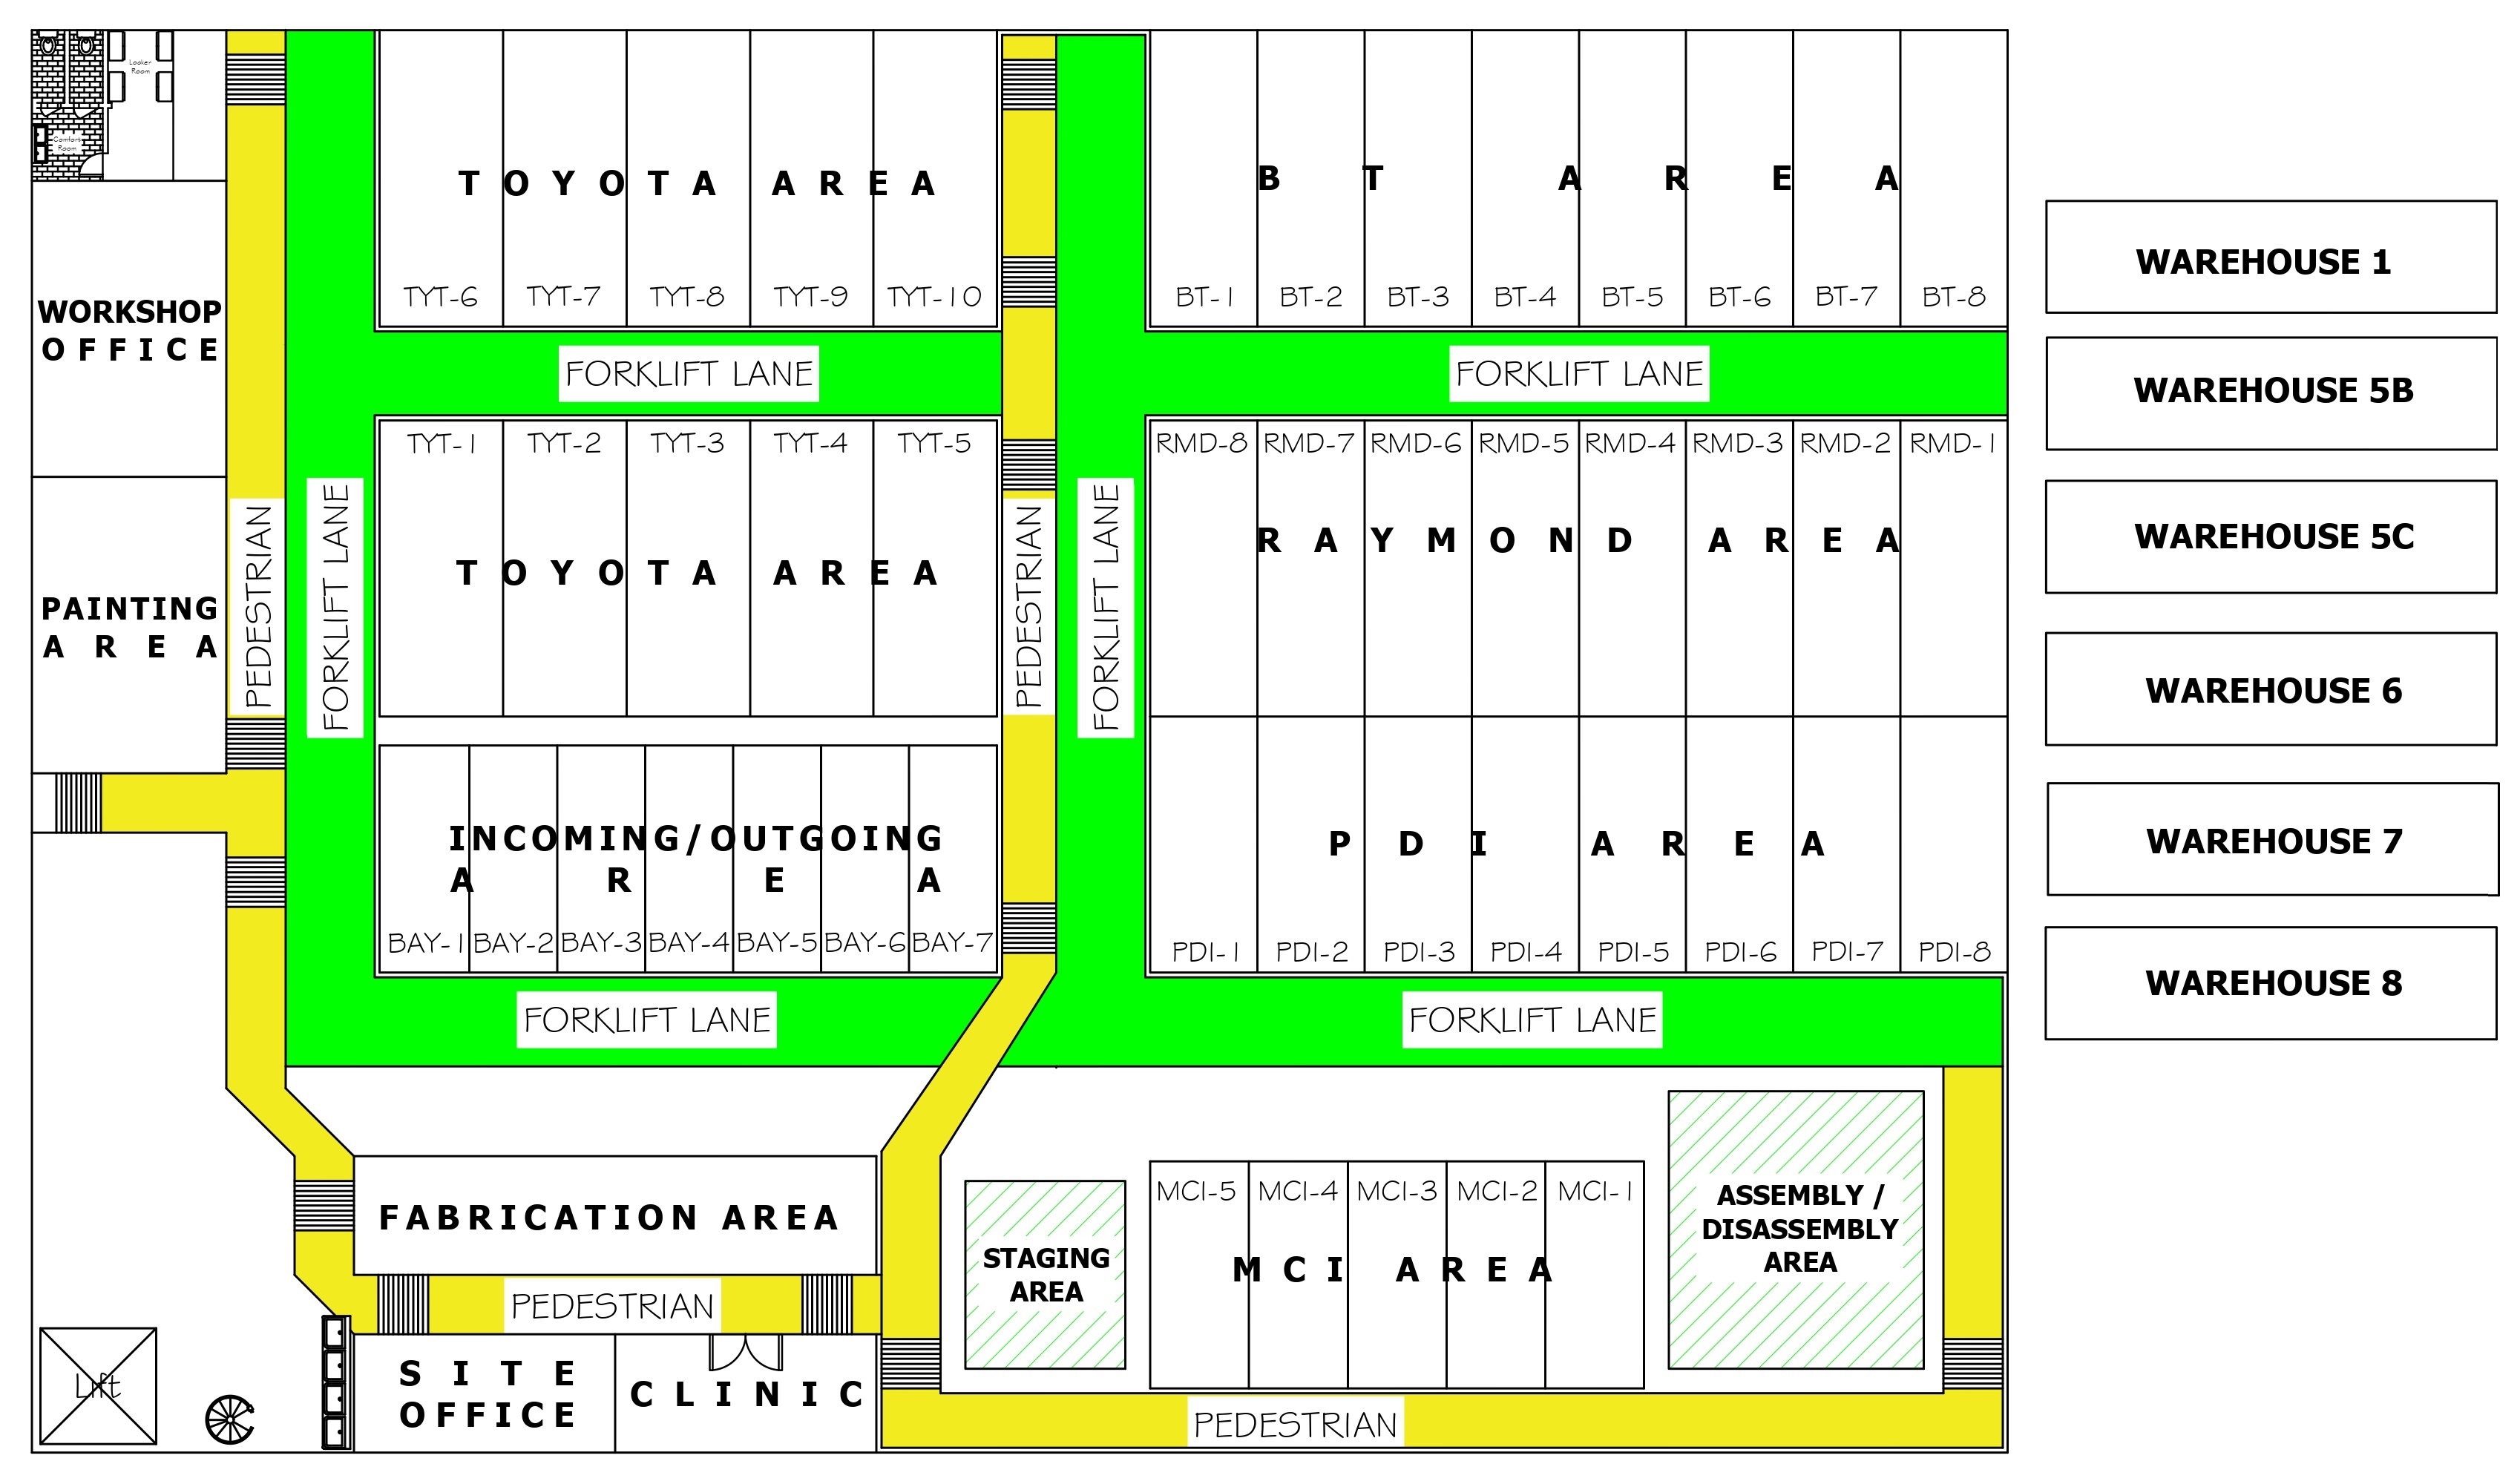 Looker
Room
Comfort
Room
WORKSHOP
OFFICE
PAINTING
AREA
PEDESTRIAN
FORKLIFT LANE
TOYOTA AREA
TYT-6 TYT-7 TYT-8 TYT-9 TYT-10
FORKLIFT LANE
TYT-1 TYT-2 TYT-3 TYT-4 TYT-5
TOYOTA AREA
INCOMING/OUTGOING
AREA
BAY-1 BAY-2 BAY-3 BAY-4 BAY-5 BAY-6 BAY-7
FORKLIFT LANE
PEDESTRIAN
FORKLIFT LANE
BT AREA
BT-1 BT-2 BT-3 BT-4 BT-5 BT-6 BT-7 BT-8
FORKLIFT LANE
RMD-8 RMD-7 RMD-6 RMD-5 RMD-4 RMD-3 RMD-2 RMD-1
RAYMOND AREA
PDI AREA
PDI-1 PDI-2 PDI-3 PDI-4 PDI-5 PDI-6 PDI-7 PDI-8
FORKLIFT LANE
WAREHOUSE 1
WAREHOUSE 5B
WAREHOUSE 5C
WAREHOUSE 6
WAREHOUSE 7
WAREHOUSE 8
FABRICATION AREA
PEDESTRIAN
Lift
SITE
OFFICE
CLINIC
STAGING
AREA
MCI-5 MCI-4 MCI-3 MCI-2 MCI-1
MCI AREA
ASSEMBLY /
DISASSEMBLY
AREA
PEDESTRIAN